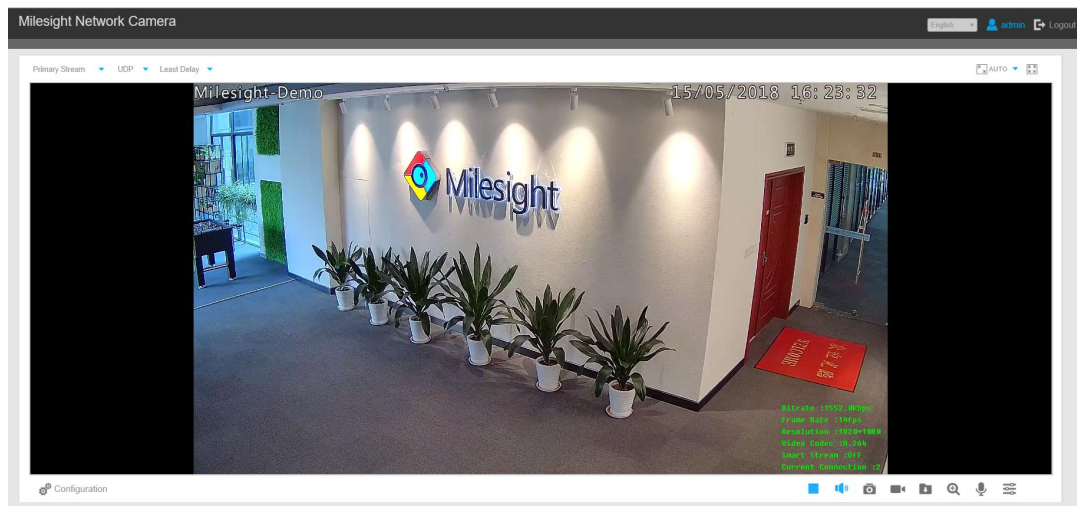 Milesight Network Camera
English
admin
Logout
Primary Stream
UDP
Least Delay
AUTO
Milesight-Demo
15/05/2018 16:23:32
Milesight
WELCOME
Bitrate :1552.0kbps
Frame Rate :14fps
Resolution :1920*1080
Video Codec :H.264
Smart Stream :Off
Current Connection :2
Configuration